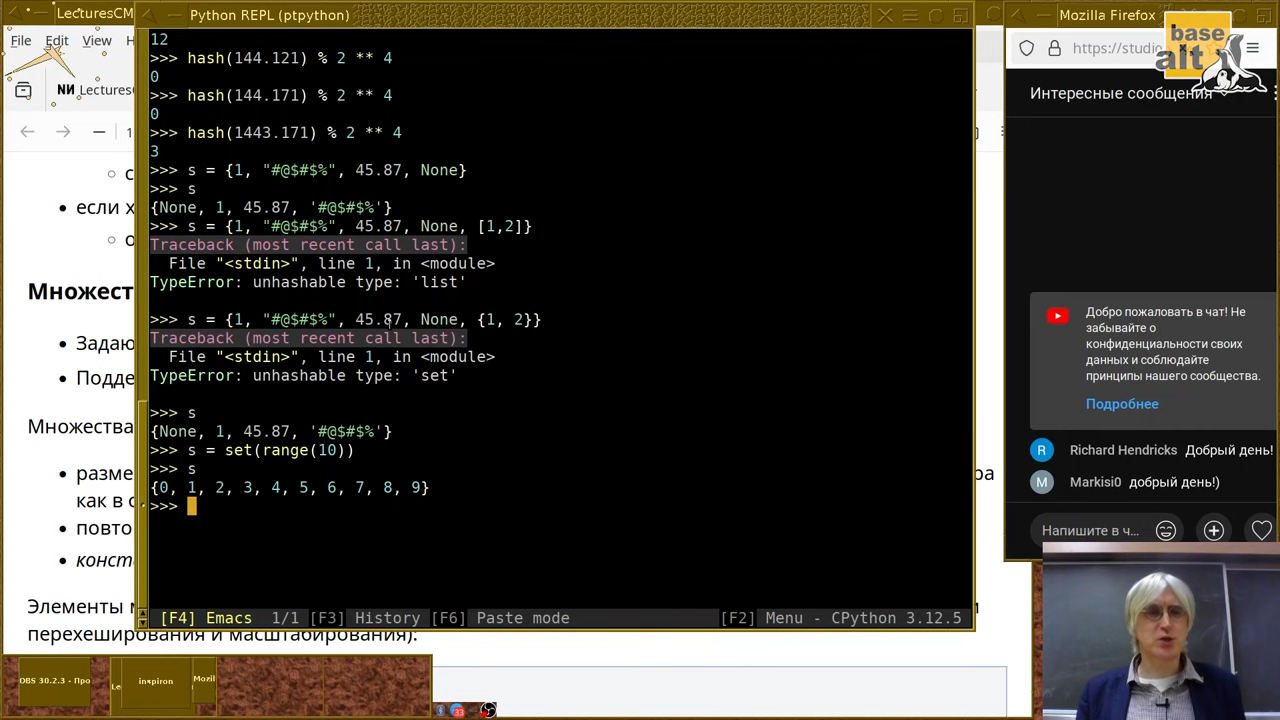 LecturesCM
Python REPL (ptpython)
Mozilla Firefox
File Edit View H
LecturesCM
12
>>> hash(144.121) % 2 ** 4
0
>>> hash(144.171) % 2 ** 4
0
>>> hash(1443.171) % 2 ** 4
3
>>> s = {1, "#@$#$%", 45.87, None}
>>> s
{None, 1, 45.87, '#@$#$%'}
>>> s = {1, "#@$#$%", 45.87, None, [1,2]}
Traceback (most recent call last):
File "<stdin>", line 1, in <module>
TypeError: unhashable type: 'list'
>>> s = {1, "#@$#$%", 45.87, None, {1, 2}}
Traceback (most recent call last):
File "<stdin>", line 1, in <module>
TypeError: unhashable type: 'set'
>>> s
{None, 1, 45.87, '#@$#$%'}
>>> s = set(range(10))
>>> s
{0, 1, 2, 3, 4, 5, 6, 7, 8, 9}
>>>
[F4] Emacs 1/1 [F3] History [F6] Paste mode [F2] Menu - CPython 3.12.5
с
если х
о
Множест
Задаю
Подде
Множества
разме
ра
как в с
повто
конст
Элементы м
и
перехеширования и масштабирования):
https://studio.
base
alt
Интересные сообщения
Добро пожаловать в чат! Не
забывайте о
конфиденциальности своих
данных и соблюдайте
принципы нашего сообщества.
Подробнее
R Richard Hendricks Добрый день!
M Markisi0 добрый день!)
Напишите в ч...
DBS 30.2.3 - Про
Le
inspiron
Mozil
33